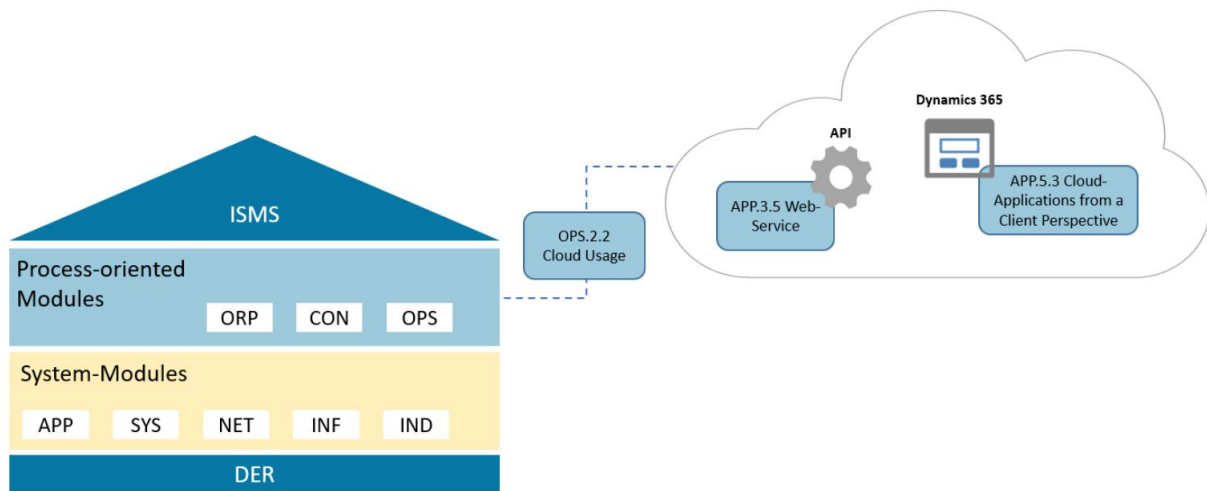 ISMS
Process-oriented
Modules
ORP
CON
OPS
System-Modules
APP
SYS
NET
INF
IND
DER
OPS.2.2
Cloud Usage
API
APP.3.5 Web-
Service
Dynamics 365
APP.5.3 Cloud-
Applications from a
Client Perspective